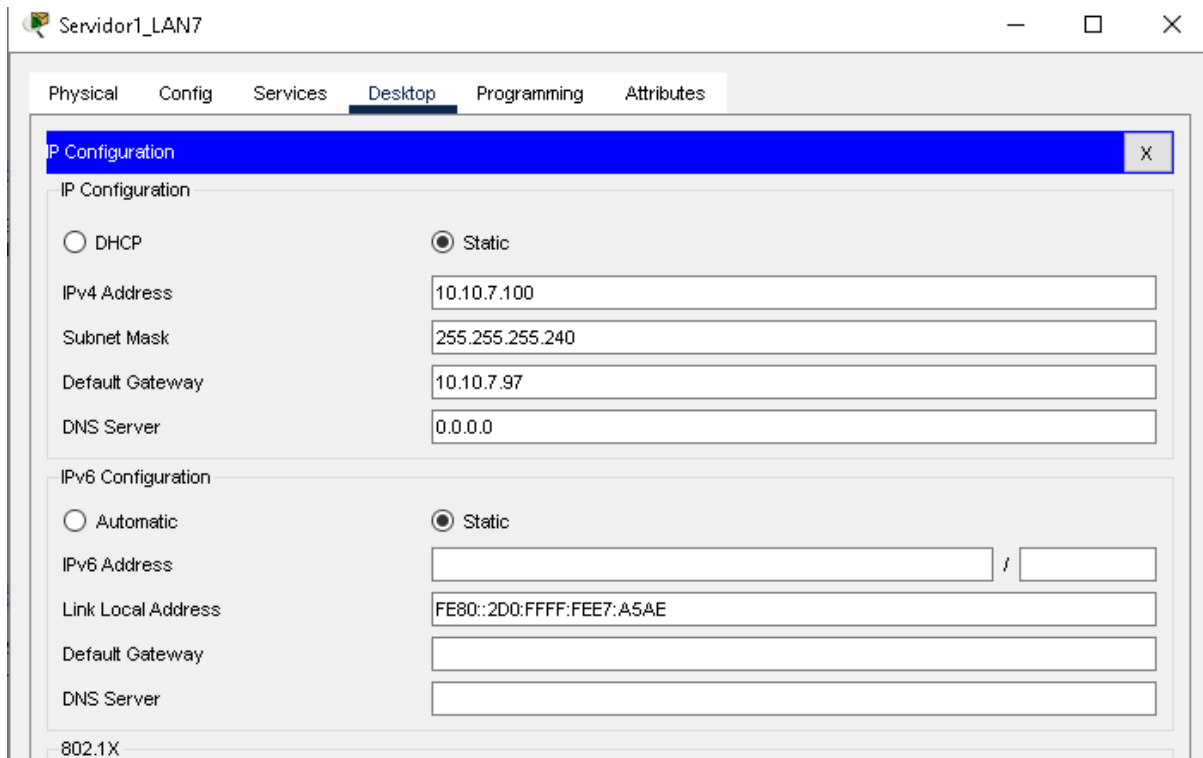 Servidor1_LAN7
Physical Config Services Desktop Programming Attributes
IP Configuration X
IP Configuration
DHCP Static
IPv4 Address 10.10.7.100
Subnet Mask 255.255.255.240
Default Gateway 10.10.7.97
DNS Server 0.0.0.0
IPv6 Configuration
Automatic Static
IPv6 Address /
Link Local Address FE80::2D0:FFFF:FEE7:A5AE
Default Gateway
DNS Server
802.1X